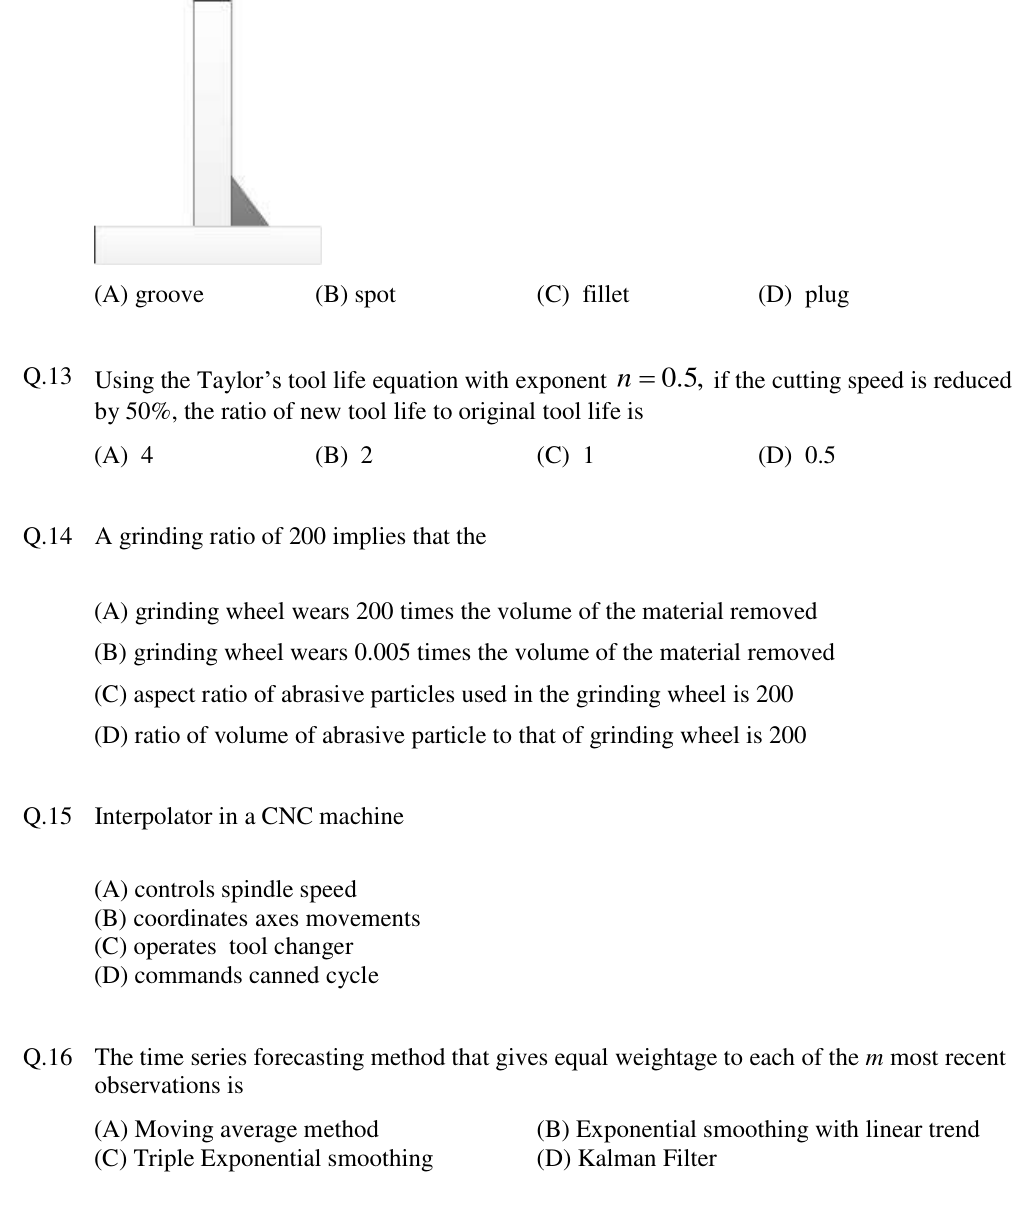 (A) groove (B) spot (C) fillet (D) plug
Q.13 Using the Taylor’s tool life equation with exponent n = 0.5, if the cutting speed is reduced
by 50%, the ratio of new tool life to original tool life is
(A) 4 (B) 2 (C) 1 (D) 0.5
Q.14 A grinding ratio of 200 implies that the
(A) grinding wheel wears 200 times the volume of the material removed
(B) grinding wheel wears 0.005 times the volume of the material removed
(C) aspect ratio of abrasive particles used in the grinding wheel is 200
(D) ratio of volume of abrasive particle to that of grinding wheel is 200
Q.15 Interpolator in a CNC machine
(A) controls spindle speed
(B) coordinates axes movements
(C) operates tool changer
(D) commands canned cycle
Q.16 The time series forecasting method that gives equal weightage to each of the m most recent
observations is
(A) Moving average method (B) Exponential smoothing with linear trend
(C) Triple Exponential smoothing (D) Kalman Filter